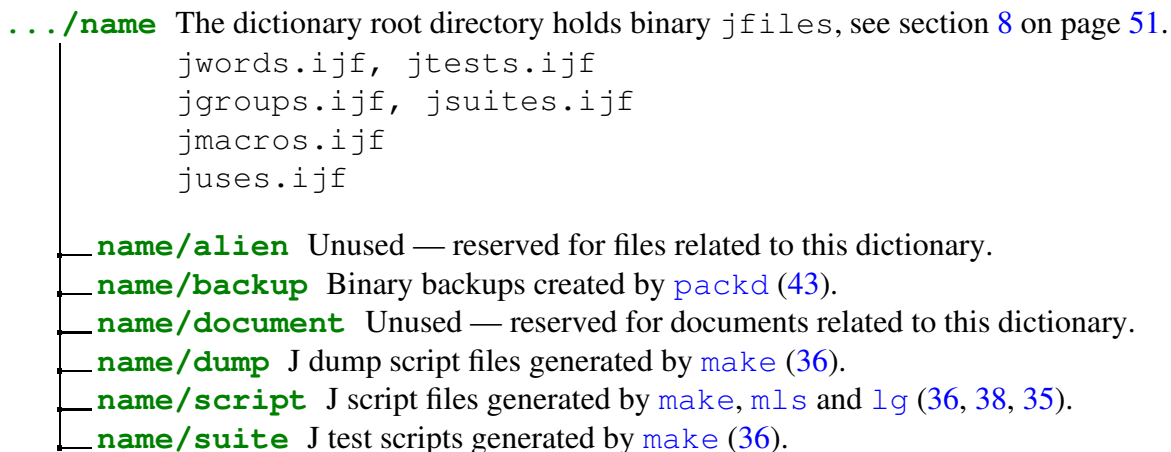 .../name The dictionary root directory holds binary jfiles, see section 8 on page 51.
jwords.ijf, jtests.ijf
jgroups.ijf, jsuites.ijf
jmacros.ijf
juses.ijf
name/alien Unused — reserved for files related to this dictionary.
name/backup Binary backups created by packd (43).
name/document Unused — reserved for documents related to this dictionary.
name/dump J dump script files generated by make (36).
name/script J script files generated by make, mls and lg (36, 38, 35).
name/suite J test scripts generated by make (36).